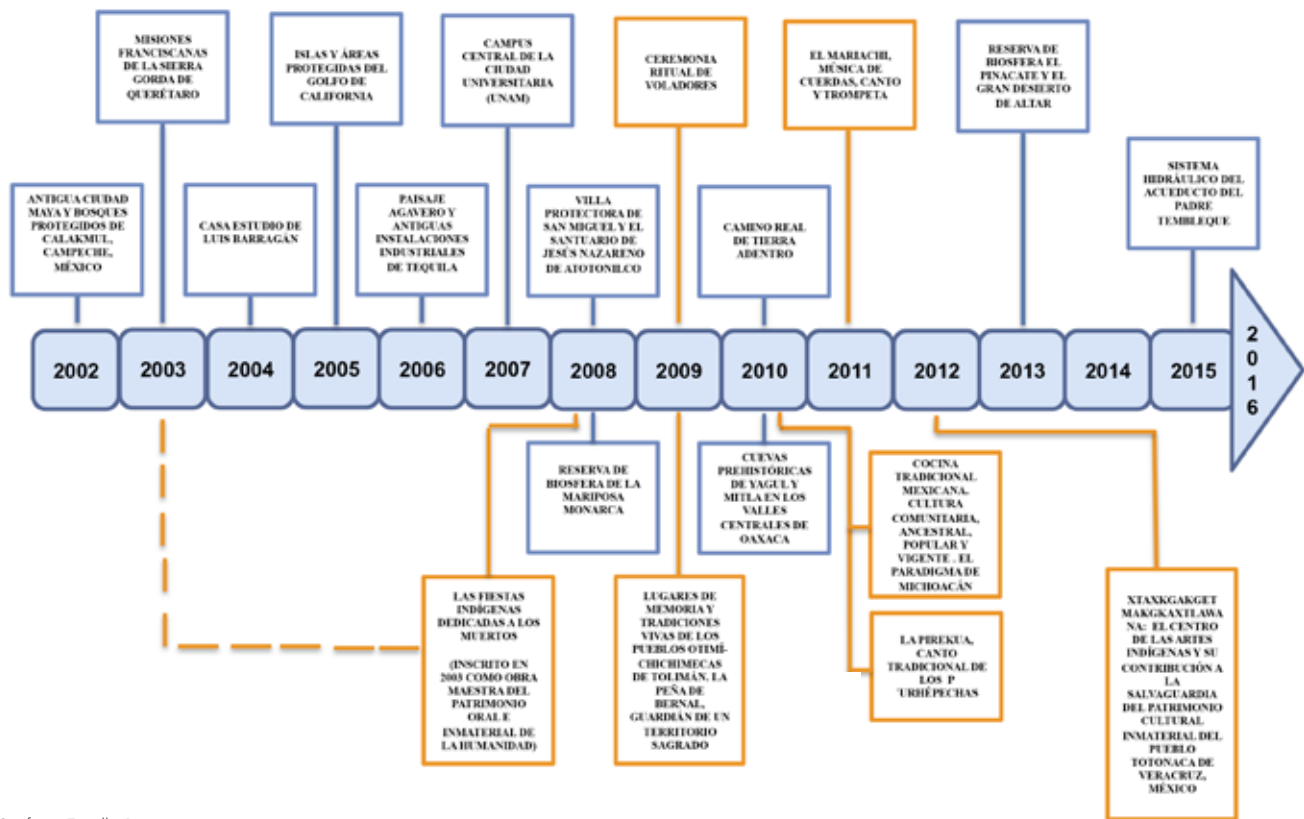 MISIONES
FRANCISCANAS
DE LA SIERRA
GORDA DE
QUERÉTARO
ISLAS Y ÁREAS
PROTEGIDAS DEL
GOLFO DE
CALIFORNIA
CAMPUS
CENTRAL DE LA
CIUDAD
UNIVERSITARIA
(UNAM)
CEREMONIA
RITUAL DE
VOLADORES
EL MARIACHI,
MÚSICA DE
CUERDAS, CANTO
Y TROMPETA
RESERVA DE
BIOSFERA EL
PINACATE Y EL
GRAN DESIERTO
DE ALTAR
ANTIGUA CIUDAD
MAYA Y BOSQUES
PROTEGIDOS DE
CALAKMUL,
CAMPECHE,
MÉXICO
CASA ESTUDIO DE
LUIS BARRAGÁN
PAISAJE
AGAVERO Y
ANTIGUAS
INSTALACIONES
INDUSTRIALES
DE TEQUILA
VILLA
PROTECTORA DE
SAN MIGUEL Y EL
SANTUARIO DE
JESÚS NAZARENO
DE ATOTONILCO
CAMINO REAL
DE TIERRA
ADENTRO
SISTEMA
HIDRÁULICO DEL
ACUEDUCTO DEL
PADRE
TEMBLEQUE
2002
2003
2004
2005
2006
2007
2008
2009
2010
2011
2012
2013
2014
2015
2016
RESERVA DE
BIOSFERA DE LA
MARIPOSA
MONARCA
CUEVAS
PREHISTÓRICAS
DE YAGUL Y
MITLA EN LOS
VALLES
CENTRALES DE
OAXACA
COCINA
TRADICIONAL
MEXICANA.
CULTURA
COMUNITARIA,
ANCESTRAL,
POPULAR Y
VIGENTE . EL
PARADIGMA DE
MICHOACÁN
LAS FIESTAS
INDÍGENAS
DEDICADAS A LOS
MUERTOS
(INSCRITO EN
2003 COMO OBRA
MAESTRA DEL
PATRIMONIO
ORAL E
INMATERIAL DE
LA HUMANIDAD)
LUGARES DE
MEMORIA Y
TRADICIONES
VIVAS DE LOS
PUEBLOS OTIMÍ-
CHICHIMECAS
DE TOLIMÁN. LA
PEÑA DE
BERNAL,
GUARDIÁN DE UN
TERRITORIO
SAGRADO
LA PIREKUA,
CANTO
TRADICIONAL DE
LOS P
URHÉPECHAS
XTAXKGAKGET
MAKGKAXTLAWA
NA: EL CENTRO
DE LAS ARTES
INDÍGENAS Y SU
CONTRIBUCIÓN A
LA
SALVAGUARDIA
DEL PATRIMONIO
CULTURAL
INMATERIAL DEL
PUEBLO
TOTONACA DE
VERACRUZ,
MÉXICO